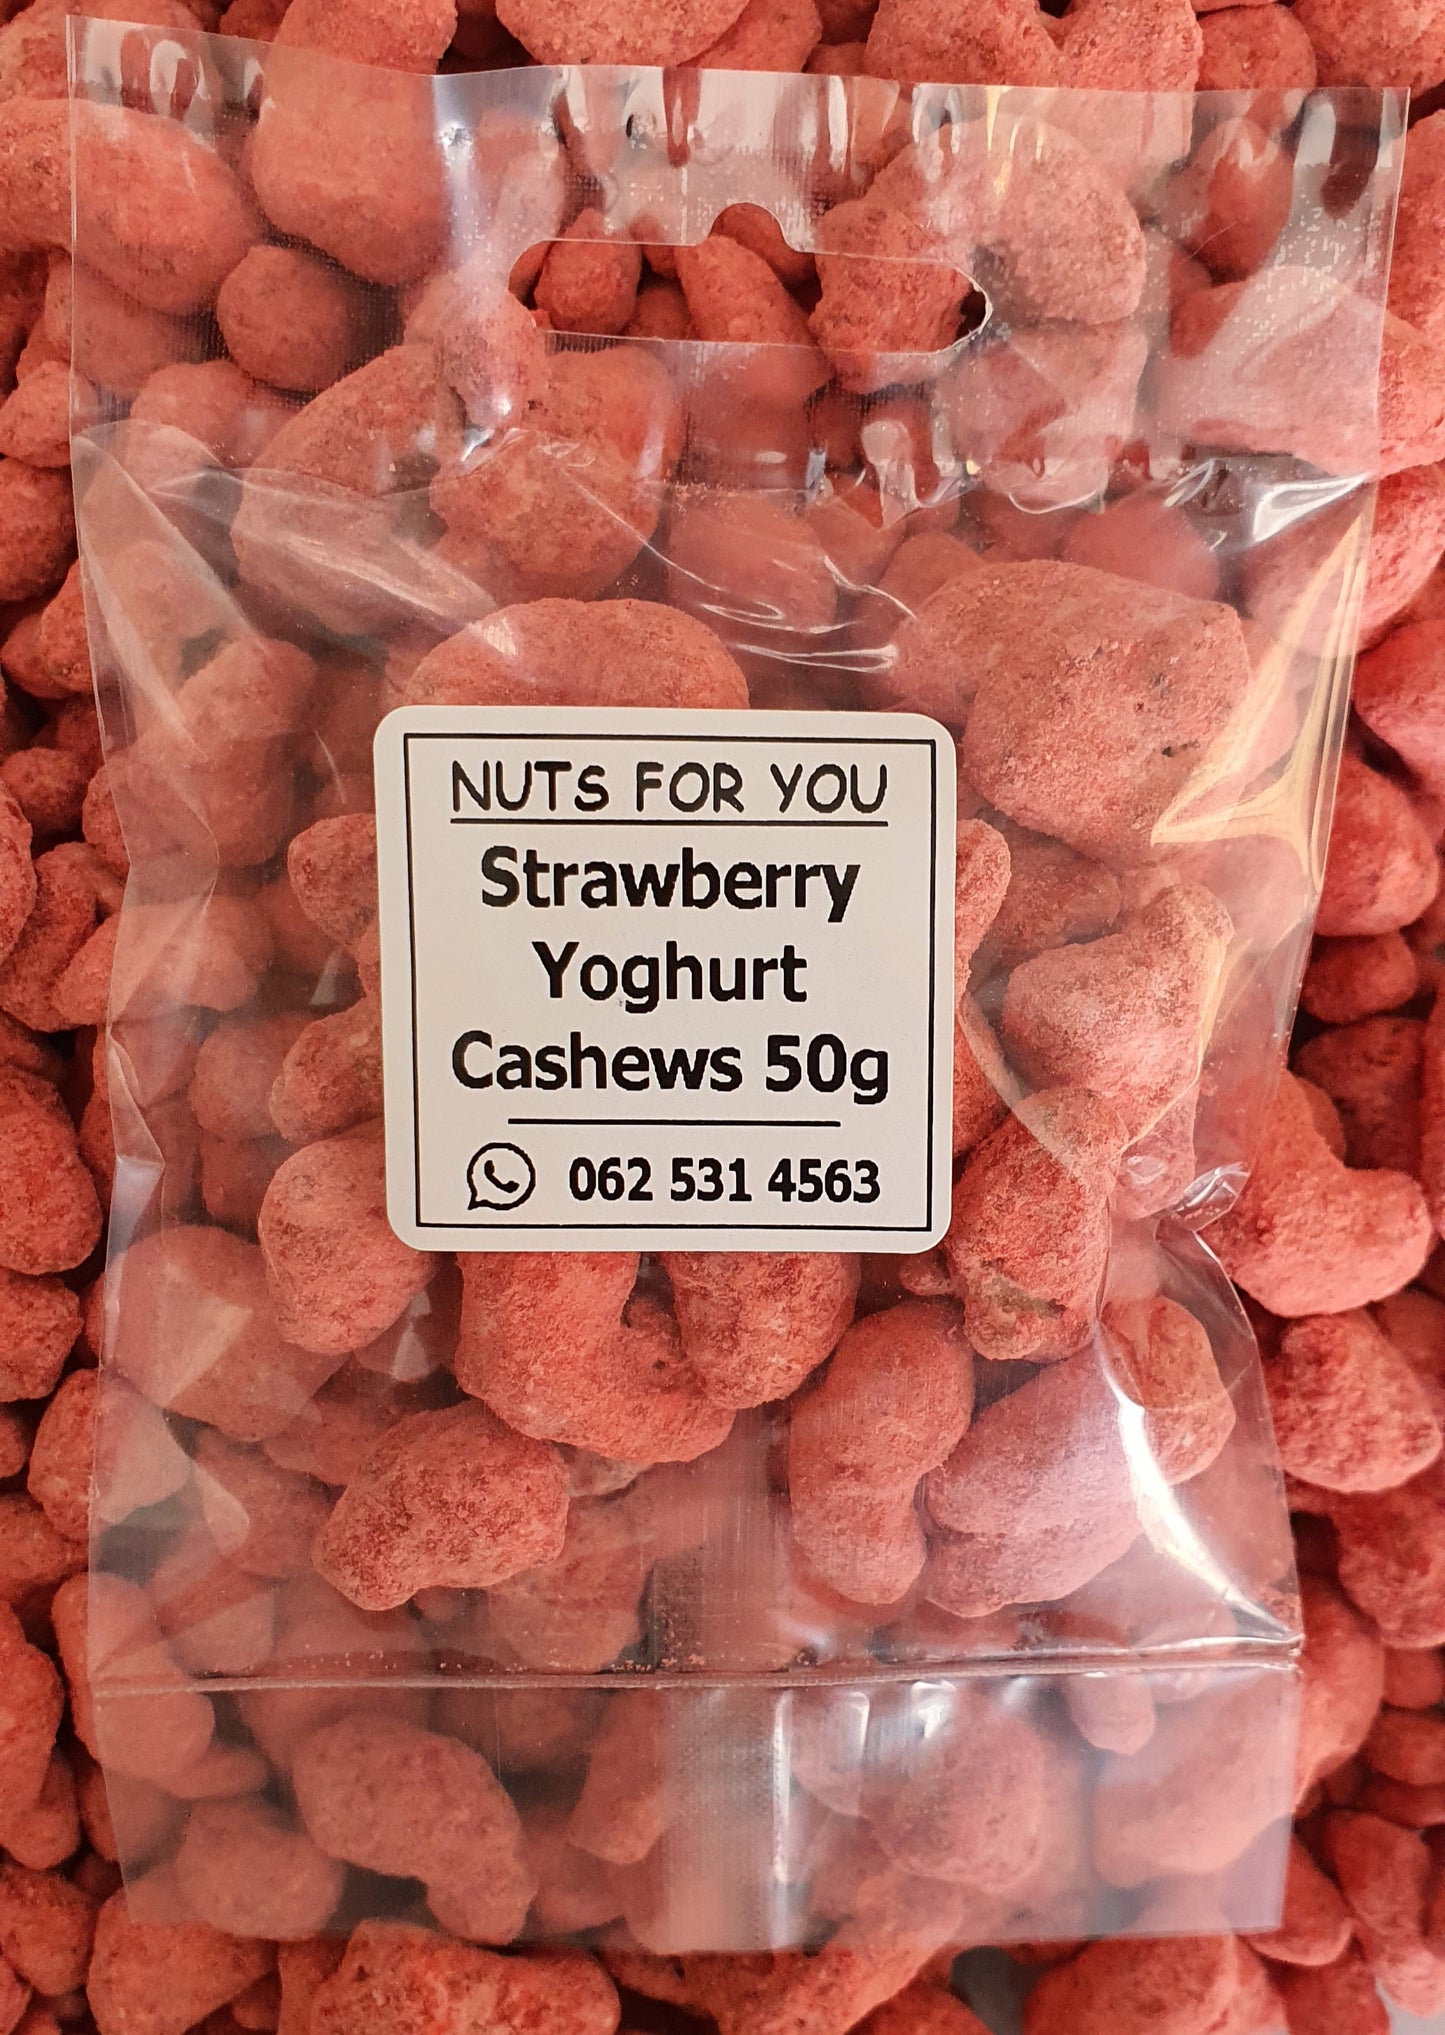 NUTs FOR YOU
Strawberry
Yoghurt
Cashews 50g
062 531 4563